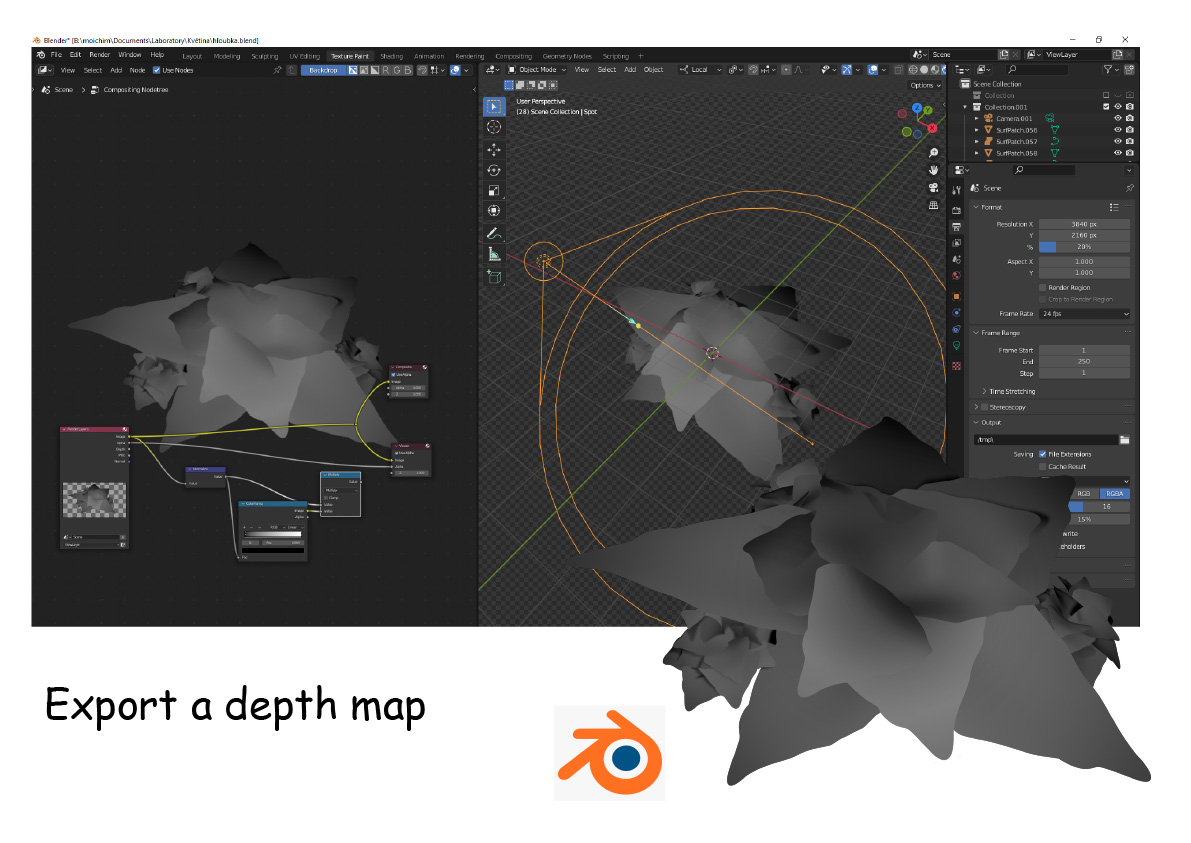 Blender* [B:\moichim\Documents\Laboratory\Květina\hloubka.blend]
File Edit Render Window Help Layout Modeling Sculpting UV Editing Texture Paint Shading Animation Rendering Compositing Geometry Nodes Scripting + Scene ViewLayer
View Select Add Node Use Nodes Backdrop R G B Object Mode View Select Add Object Local
Options
Scene > Compositing Nodetree
User Perspective
(28) Scene Collection | Spot
Scene Collection
Collection
Collection.001
Camera.001
SurfPatch.056
SurfPatch.057
SurfPatch.058
Scene
Format
Resolution X 3840 px
Y 2160 px
% 20%
Aspect X 1.000
Y 1.000
Render Region
Crop to Render Region
Frame Rate 24 fps
Frame Range
Frame Start 1
End 250
Step 1
Time Stretching
Stereoscopy
Output
/tmp\
Saving File Extensions
Cache Result
RGB RGBA
16
15%
write
eholders
X Y
Export a depth map